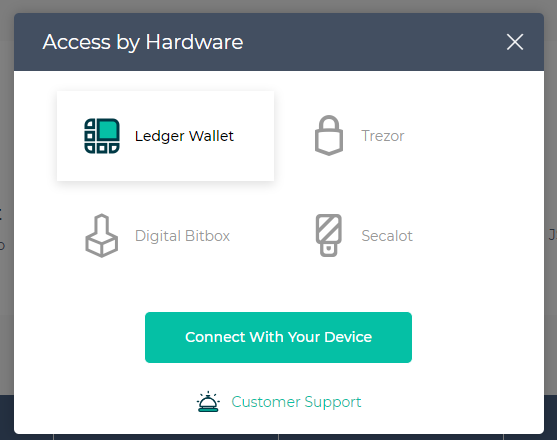 Access by Hardware
Ledger Wallet
Trezor
Digital Bitbox
Secalot
Connect With Your Device
Customer Support